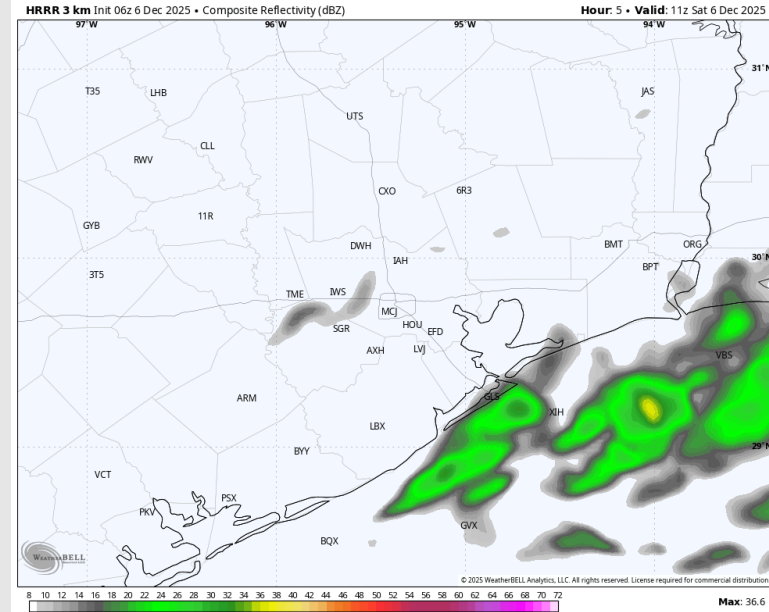 HRRR 3 km Init 06z 6 Dec 2025 • Composite Reflectivity (dBZ)
Hour: 5 • Valid: 11z Sat 6 Dec 2025
97°W 96°W 95°W 94°W
31°N
T35 LHB JAS
UTS
CLL
RWV
CXO 6R3
11R
GYB
DWH BMT ORG
IAH 30°N
BPT
3T5
TME IWS
MCJ
SGR HOU EFD
AXH LVJ VBS
ARM GLS
XIH
LBX
29°N
BYY
VCT
PSX
PKV
GVX
BQX
WEATHERBELL
© 2025 WeatherBELL Analytics, LLC. All rights reserved. License required for commercial distribution
8 10 12 14 16 18 20 22 24 26 28 30 32 34 36 38 40 42 44 46 48 50 52 54 56 58 60 62 64 66 68 70 72
Max: 36.6